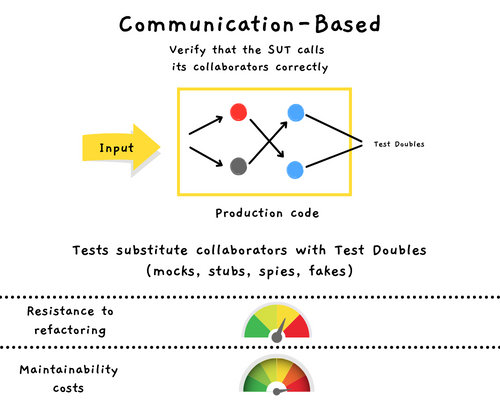 Communication-Based
Verify that the SUT calls
its collaborators correctly
Input
Test Doubles
Production code
Tests substitute collaborators with Test Doubles
(mocks, stubs, spies, fakes)
Resistance to
refactoring
Maintainability
costs